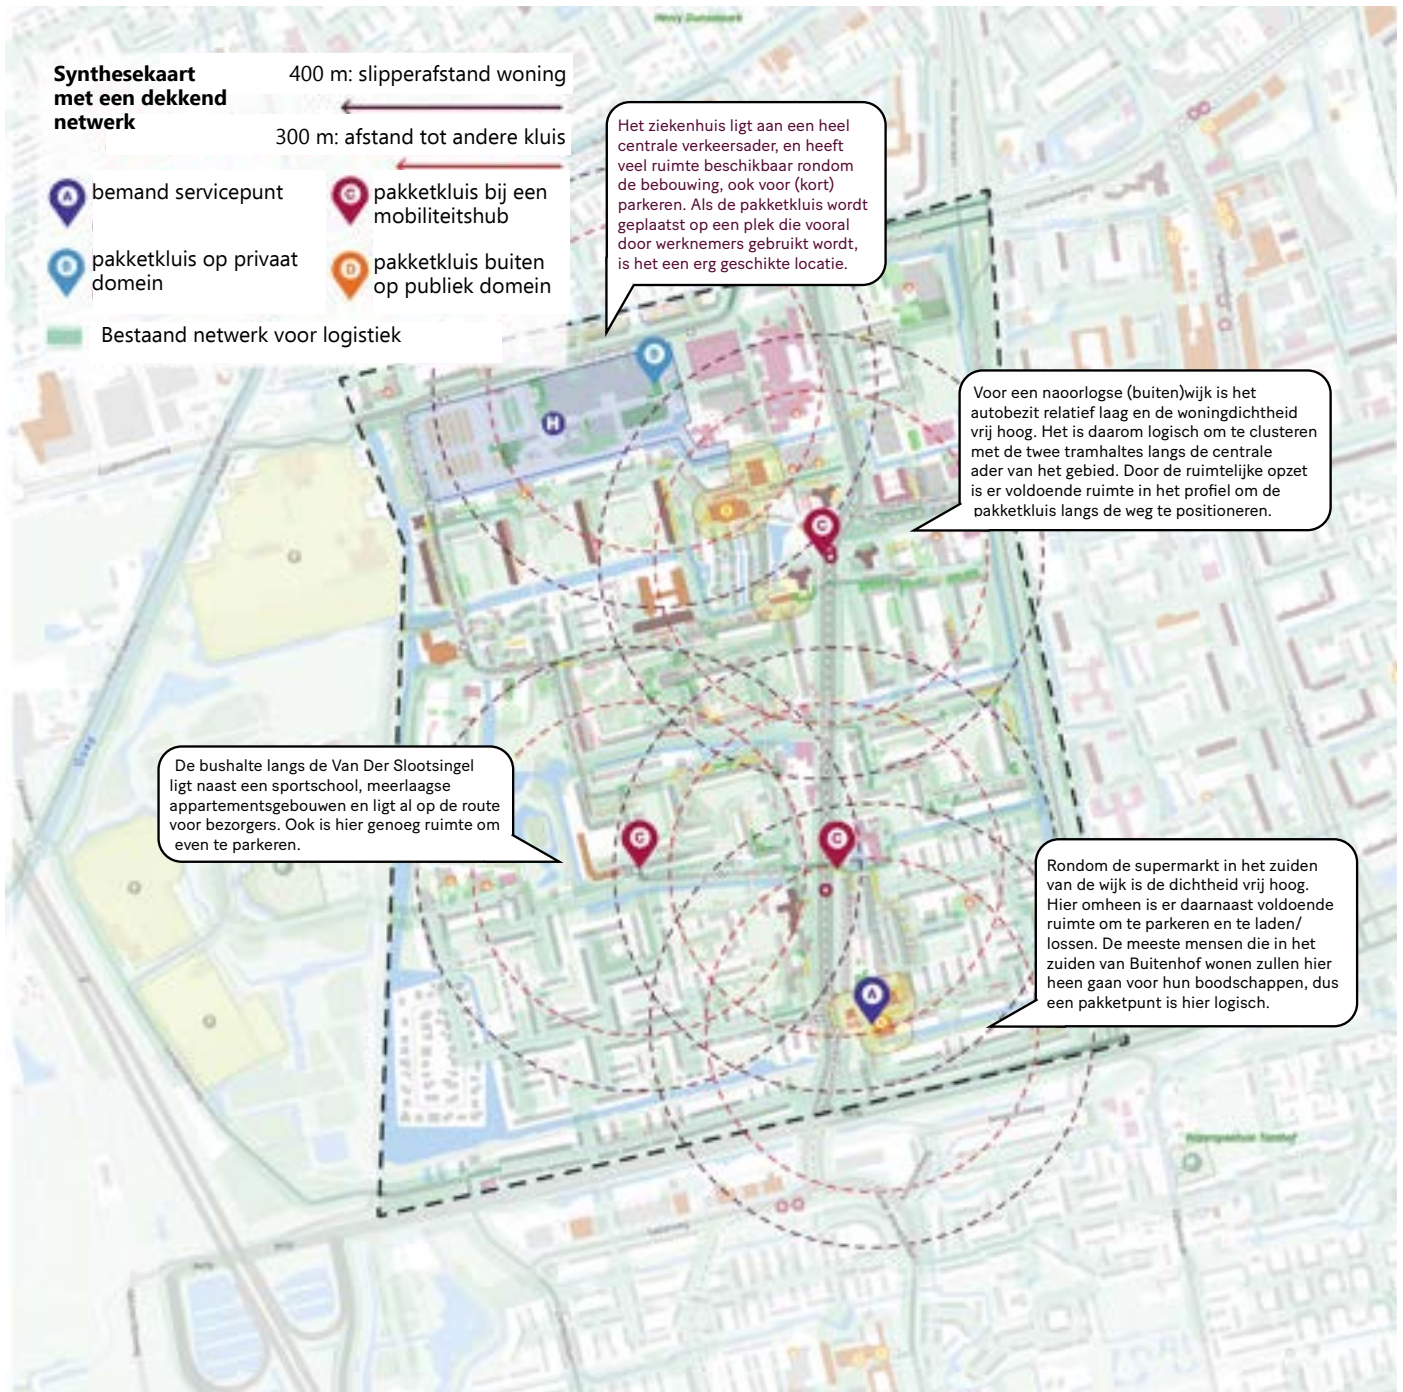 Synthesekaart
met een dekkend
netwerk
400 m: slipperafstand woning
300 m: afstand tot andere kluis
A bemand servicepunt
B pakketkluis op privaat
domein
C pakketkluis bij een
mobiliteitshub
D pakketkluis buiten
op publiek domein
Bestaand netwerk voor logistiek
Het ziekenhuis ligt aan een heel
centrale verkeersader, en heeft
veel ruimte beschikbaar rondom
de bebouwing, ook voor (kort)
parkeren. Als de pakketkluis wordt
geplaatst op een plek die vooral
door werknemers gebruikt wordt,
is het een erg geschikte locatie.
B
H
Voor een naoorlogse (buiten)wijk is het
autobezit relatief laag en de woningdichtheid
vrij hoog. Het is daarom logisch om te clusteren
met de twee tramhaltes langs de centrale
ader van het gebied. Door de ruimtelijke opzet
is er voldoende ruimte in het profiel om de
pakketkluis langs de weg te positioneren.
C
De bushalte langs de Van Der Slootsingel
ligt naast een sportschool, meerlaagse
appartementsgebouwen en ligt al op de route
voor bezorgers. Ook is hier genoeg ruimte om
even te parkeren.
C
C
Rondom de supermarkt in het zuiden
van de wijk is de dichtheid vrij hoog.
Hier omheen is er daarnaast voldoende
ruimte om te parkeren en te laden/
lossen. De meeste mensen die in het
zuiden van Buitenhof wonen zullen hier
heen gaan voor hun boodschappen, dus
een pakketpunt is hier logisch.
A